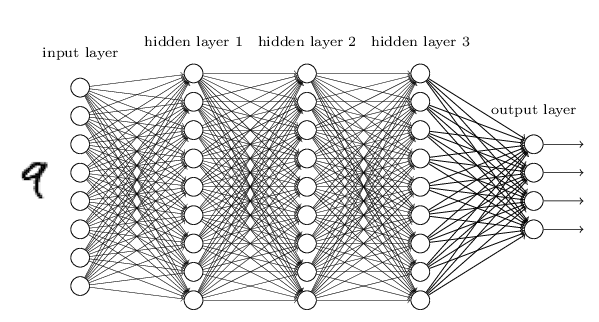 hidden layer 1 hidden layer 2 hidden layer 3
input layer
output layer
9